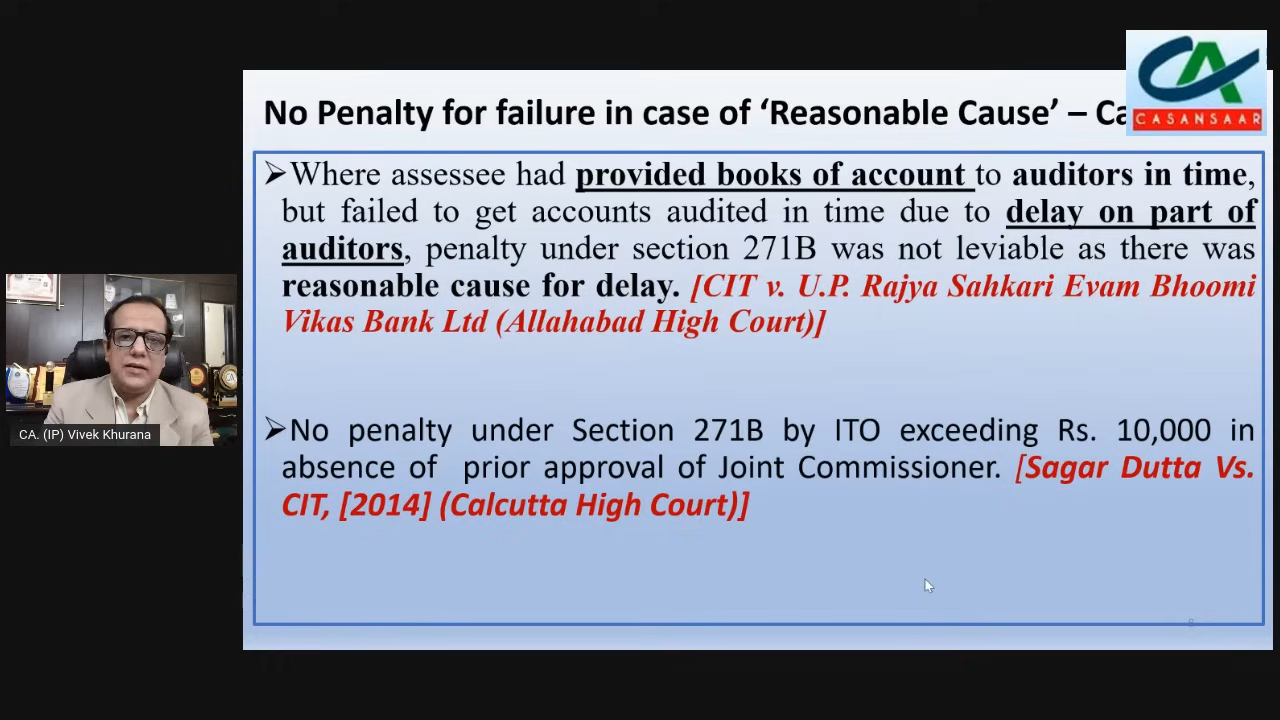 CASANSAAR
No Penalty for failure in case of ‘Reasonable Cause’ – Ca
➢Where assessee had provided books of account to auditors in time,
but failed to get accounts audited in time due to delay on part of
auditors, penalty under section 271B was not leviable as there was
reasonable cause for delay. [CIT v. U.P. Rajya Sahkari Evam Bhoomi
Vikas Bank Ltd (Allahabad High Court)]
CA. (IP) Vivek Khurana
➢No penalty under Section 271B by ITO exceeding Rs. 10,000 in
absence of prior approval of Joint Commissioner. [Sagar Dutta Vs.
CIT, [2014] (Calcutta High Court)]
8